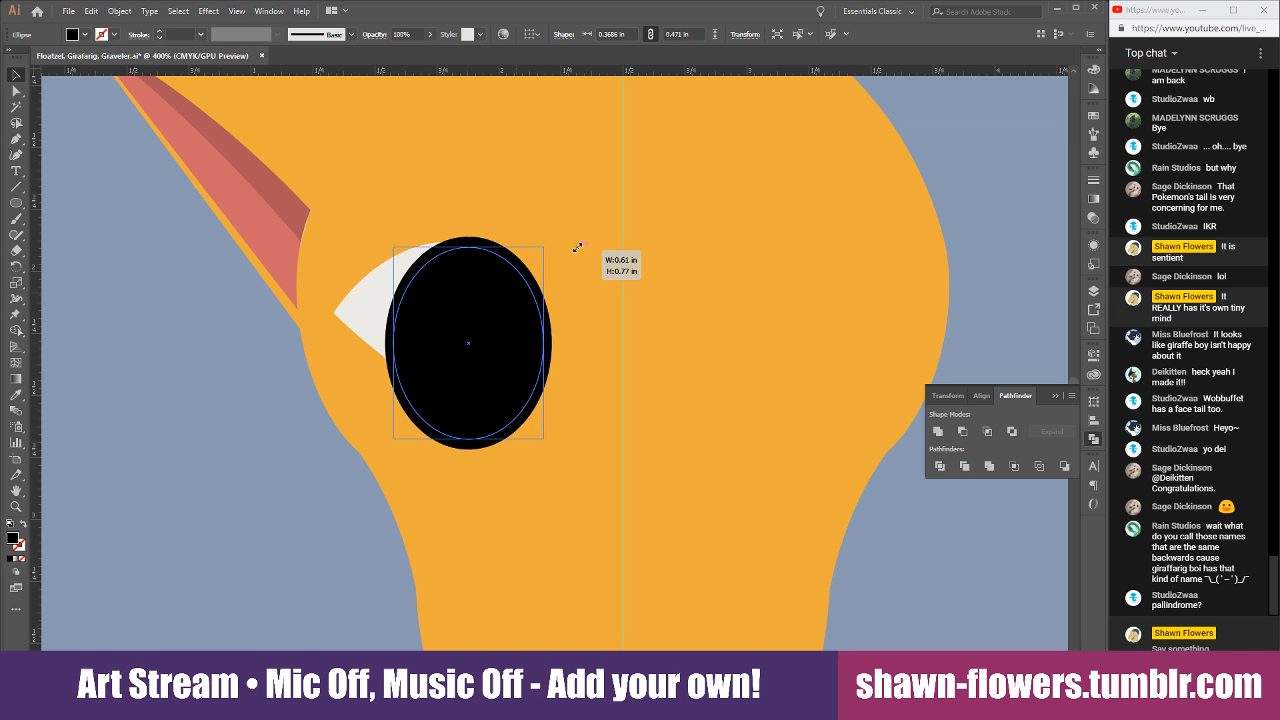 Ai File Edit Object Type Select Effect View Window Help Essentials Classic Search Adobe Stock
Ellipse Stroke: Basic Opacity: 100% Style: Shape: 0.3686 in 0.471 in Transform
Floatzel, Girafarig, Graveler.ai* @ 400% (CMYK/GPU Preview)
W:0.61 in
H:0.77 in
Transform Align Pathfinder
Shape Modes:
Expand
Pathfinders:
https://www.youtube.com/live_...
Top chat
MADELYNN SCRUGGS I
am back
StudioZwaa wb
MADELYNN SCRUGGS
Bye
StudioZwaa ... oh.... bye
Rain Studios but why
Sage Dickinson That
Pokemon's tail is very
concerning for me.
StudioZwaa IKR
Shawn Flowers It is
sentient
Sage Dickinson lol
Shawn Flowers It
REALLY has it's own tiny
mind
Miss Bluefrost It looks
like giraffe boy isn't happy
about it
Deikitten heck yeah I
made it!!
StudioZwaa Wobbuffet
has a face tail too.
Miss Bluefrost Heyo~
StudioZwaa yo dei
Sage Dickinson
@Deikitten
Congratulations.
Sage Dickinson
Rain Studios wait what
do you call those names
that are the same
backwards cause
giraffarig boi has that
kind of name ¯\_(´-`)_/¯
StudioZwaa
pallindrome?
Shawn Flowers
Say something...
Art Stream • Mic Off, Music Off - Add your own!
shawn-flowers.tumblr.com